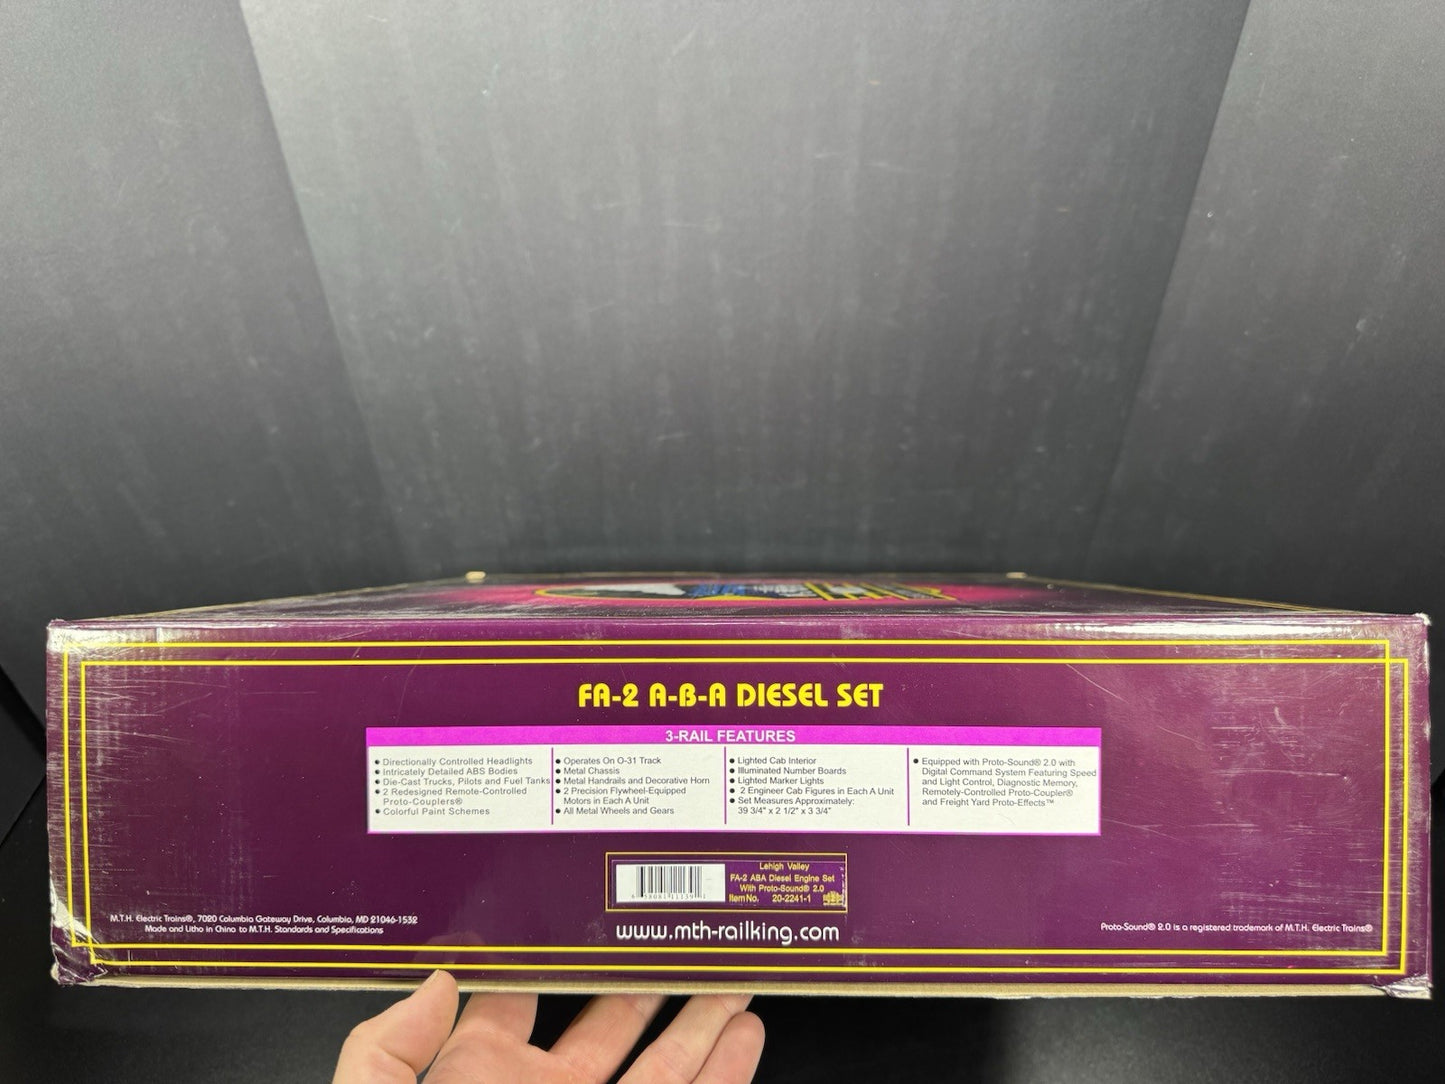 FA-2 A-B-A DIESEL SET
3-RAIL FEATURES
• Directionally Controlled Headlights
• Intricately Detailed ABS Bodies
• Die-Cast Trucks, Pilots and Fuel Tanks
• 2 Redesigned Remote-Controlled
Proto-Couplers®
• Colorful Paint Schemes
• Operates On O-31 Track
• Metal Chassis
• Metal Handrails and Decorative Horn
• 2 Precision Flywheel-Equipped
Motors in Each A Unit
• All Metal Wheels and Gears
• Lighted Cab Interior
• Illuminated Number Boards
• Lighted Marker Lights
• 2 Engineer Cab Figures in Each A Unit
• Set Measures Approximately:
39 3/4" x 2 1/2" x 3 3/4"
• Equipped with Proto-Sound® 2.0 with
Digital Command System Featuring Speed
and Light Control, Diagnostic Memory,
Remotely-Controlled Proto-Coupler®
and Freight Yard Proto-Effects™
Lehigh Valley
FA-2 ABA Diesel Engine Set
With Proto-Sound® 2.0
Item No. 20-2241-1
www.mth-railking.com
M.T.H. Electric Trains®, 7020 Columbia Gateway Drive, Columbia, MD 21046-1532
Made and Litho in China to M.T.H. Standards and Specifications
Proto-Sound® 2.0 is a registered trademark of M.T.H. Electric Trains®